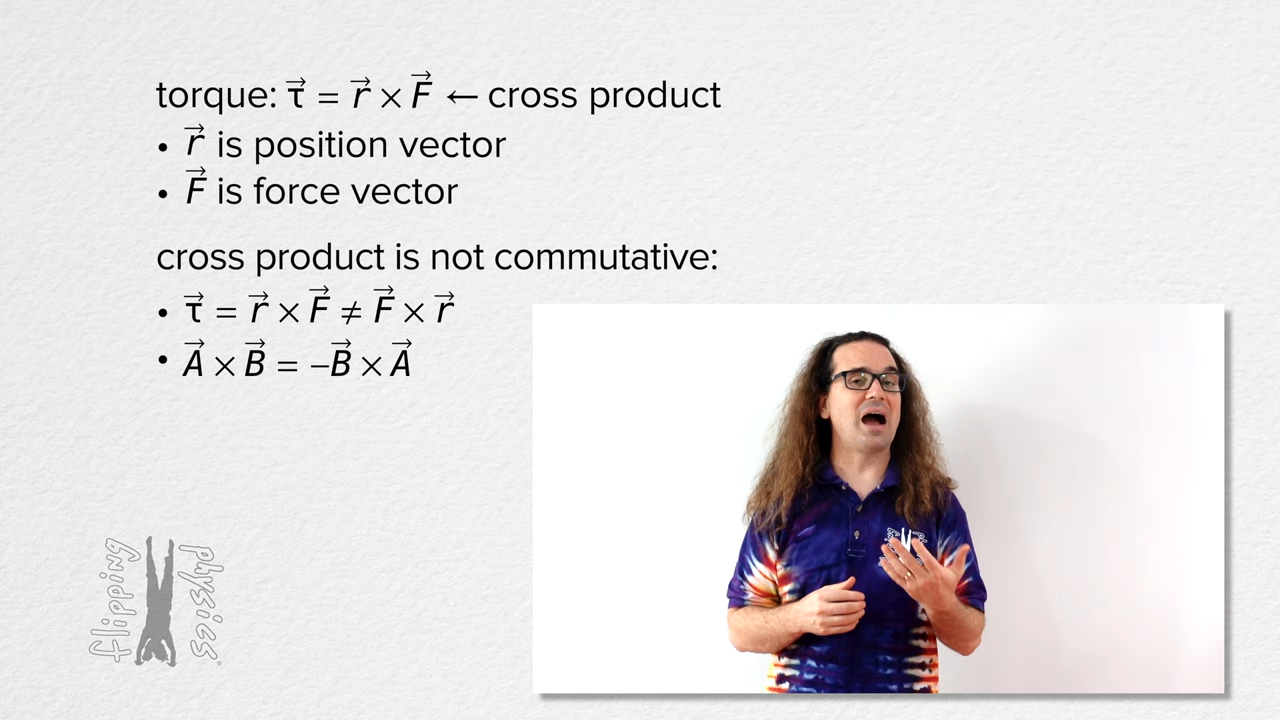 torque: τ⃗ = r⃗ × F⃗ ← cross product
• r⃗ is position vector
• F⃗ is force vector
cross product is not commutative:
• τ⃗ = r⃗ × F⃗ ≠ F⃗ × r⃗
• A⃗ × B⃗ = –B⃗ × A⃗
flipping physics